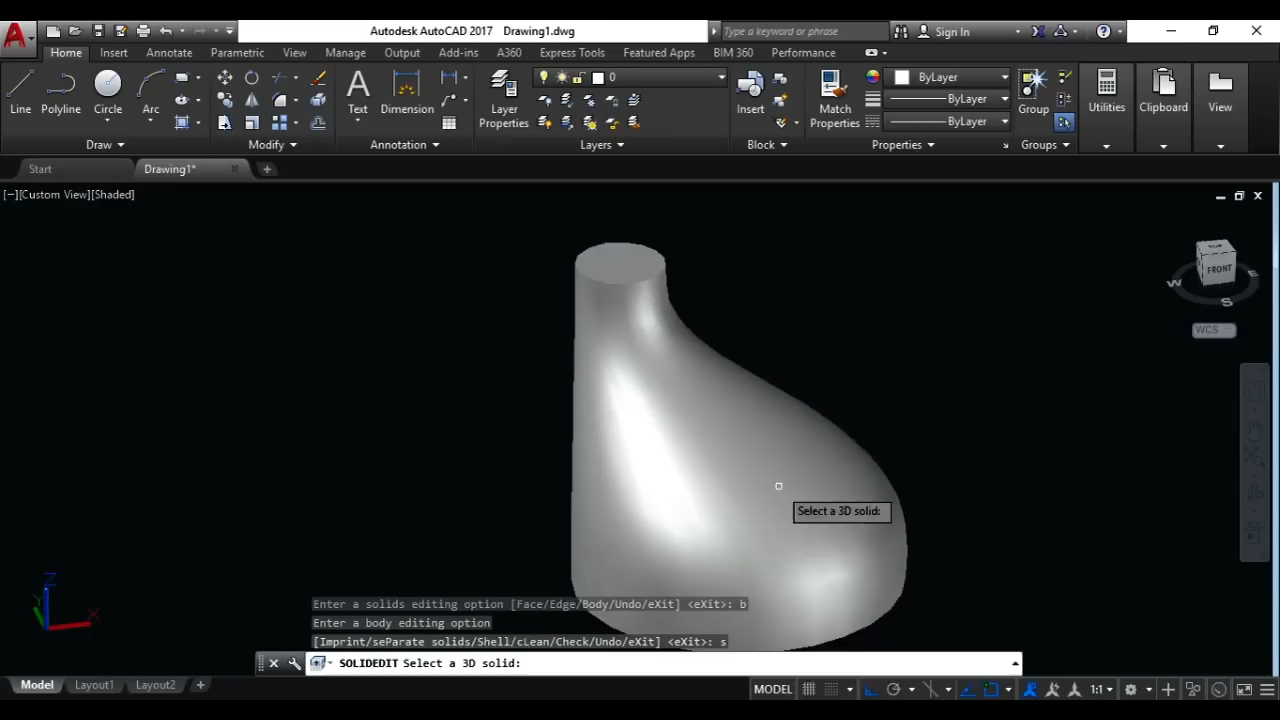 Autodesk AutoCAD 2017 Drawing1.dwg
Type a keyword or phrase
Sign In
Home Insert Annotate Parametric View Manage Output Add-ins A360 Express Tools Featured Apps BIM 360 Performance
Line Polyline Circle Arc
Text Dimension
Layer Properties
0
Insert
Match Properties
ByLayer
ByLayer
ByLayer
Group
Utilities Clipboard View
Draw Modify Annotation Layers Block Properties Groups
Start Drawing1*
[−][Custom View][Shaded]
TOP
FRONT
W
E
S
WCS
Select a 3D solid:
Z
Y
X
Enter a solids editing option [Face/Edge/Body/Undo/eXit] <eXit>: b
Enter a body editing option
[Imprint/seParate solids/Shell/cLean/Check/Undo/eXit] <eXit>: s
SOLIDEDIT Select a 3D solid:
Model Layout1 Layout2
MODEL
1:1